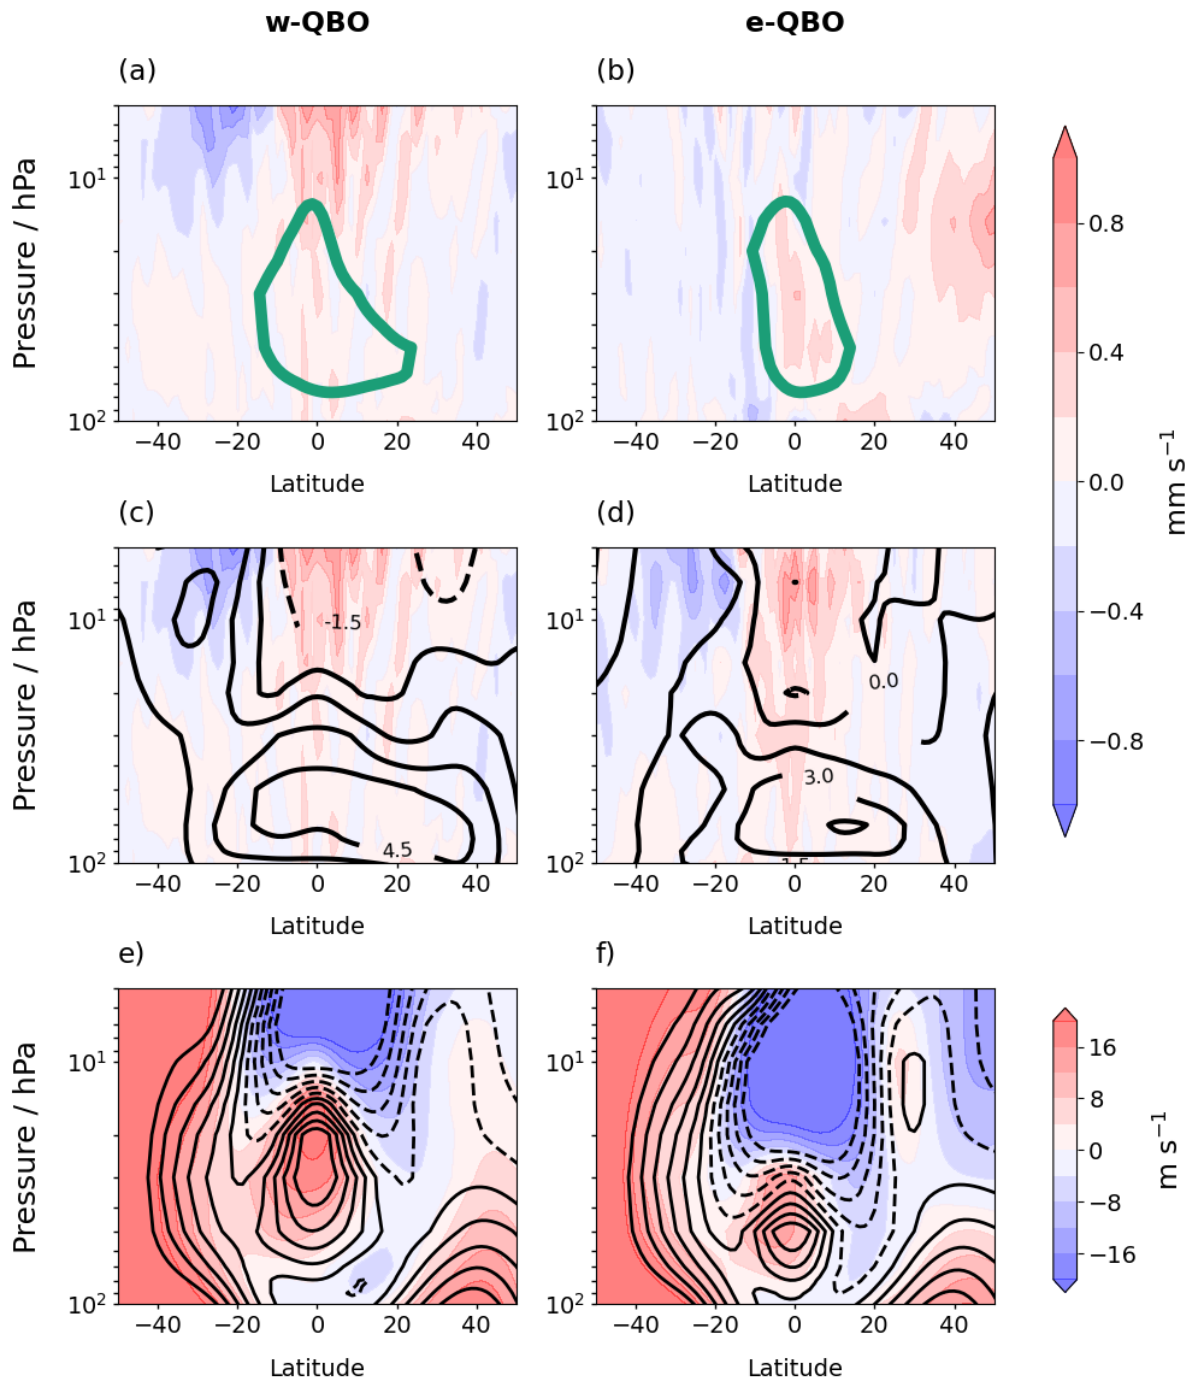 w-QBO e-QBO
(a) (b)
Pressure / hPa
10¹ 10¹
10² 10²
−40 −20 0 20 40 −40 −20 0 20 40
Latitude Latitude
0.8
0.4
0.0
−0.4
−0.8
mm s⁻¹
(c) (d)
Pressure / hPa
10¹ 10¹
10² 10²
-1.5
4.5
0.0
3.0
−40 −20 0 20 40 −40 −20 0 20 40
Latitude Latitude
e) f)
Pressure / hPa
10¹ 10¹
10² 10²
−40 −20 0 20 40 −40 −20 0 20 40
Latitude Latitude
16
8
0
−8
−16
m s⁻¹